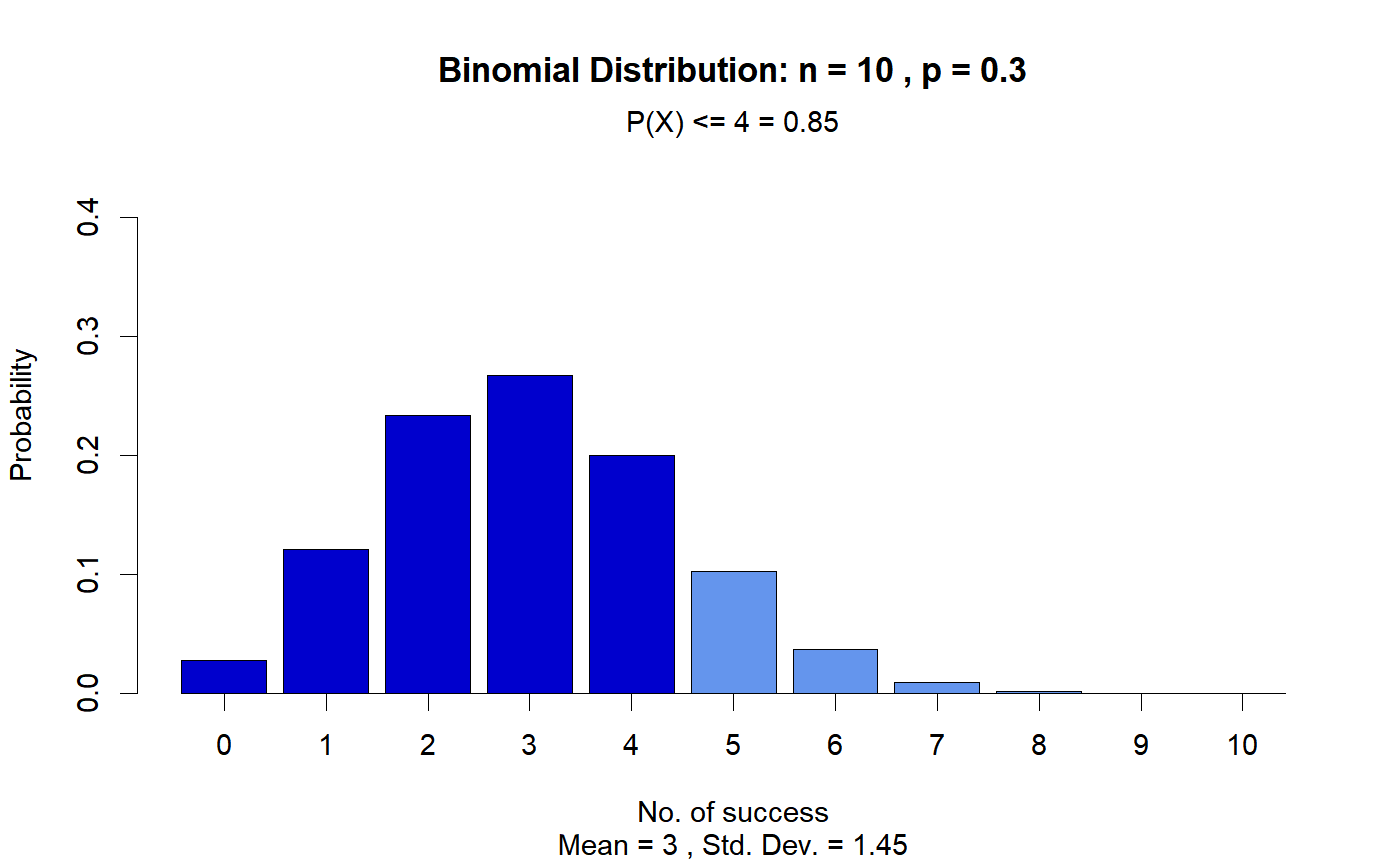 Binomial Distribution: n = 10 , p = 0.3
P(X) <= 4 = 0.85
Probability
0.4
0.3
0.2
0.1
0.0
0 1 2 3 4 5 6 7 8 9 10
No. of success
Mean = 3 , Std. Dev. = 1.45